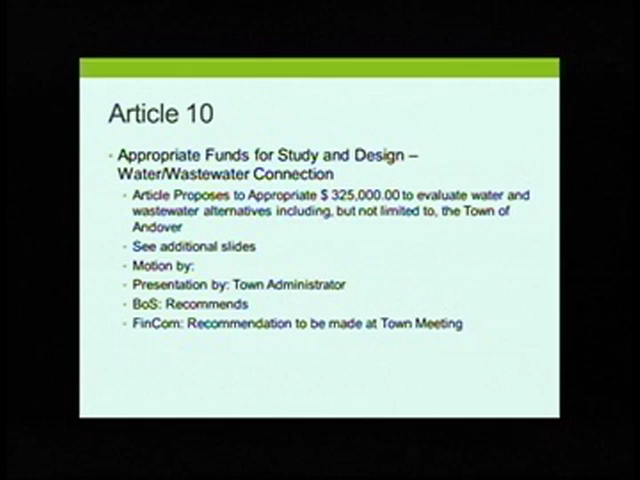 Article 10
Appropriate Funds for Study and Design –
Water/Wastewater Connection
Article Proposes to Appropriate $ 325,000.00 to evaluate water and
wastewater alternatives including, but not limited to, the Town of
Andover
See additional slides
Motion by:
Presentation by: Town Administrator
BoS: Recommends
FinCom: Recommendation to be made at Town Meeting